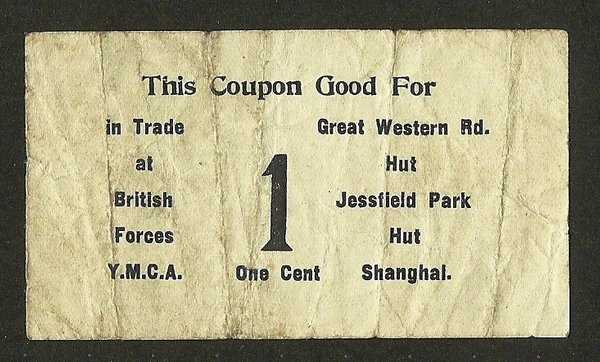 This Coupon Good For
in Trade
at
British
Forces
Y.M.C.A.
1
One Cent
Great Western Rd.
Hut
Jessfield Park
Hut
Shanghai.